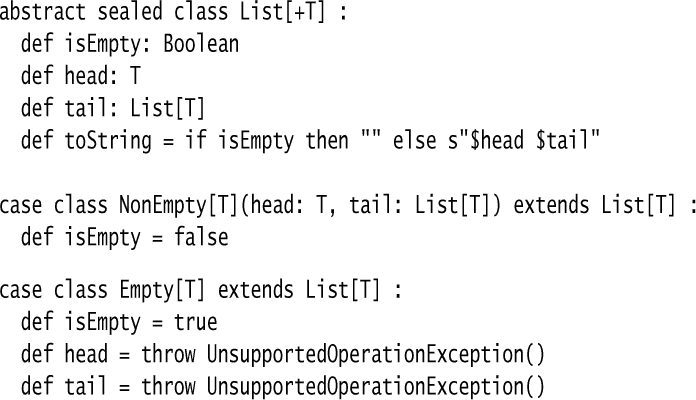 abstract sealed class List[+T] :
  def isEmpty: Boolean
  def head: T
  def tail: List[T]
  def toString = if isEmpty then "" else s"$head $tail"

case class NonEmpty[T](head: T, tail: List[T]) extends List[T] :
  def isEmpty = false

case class Empty[T] extends List[T] :
  def isEmpty = true
  def head = throw UnsupportedOperationException()
  def tail = throw UnsupportedOperationException()